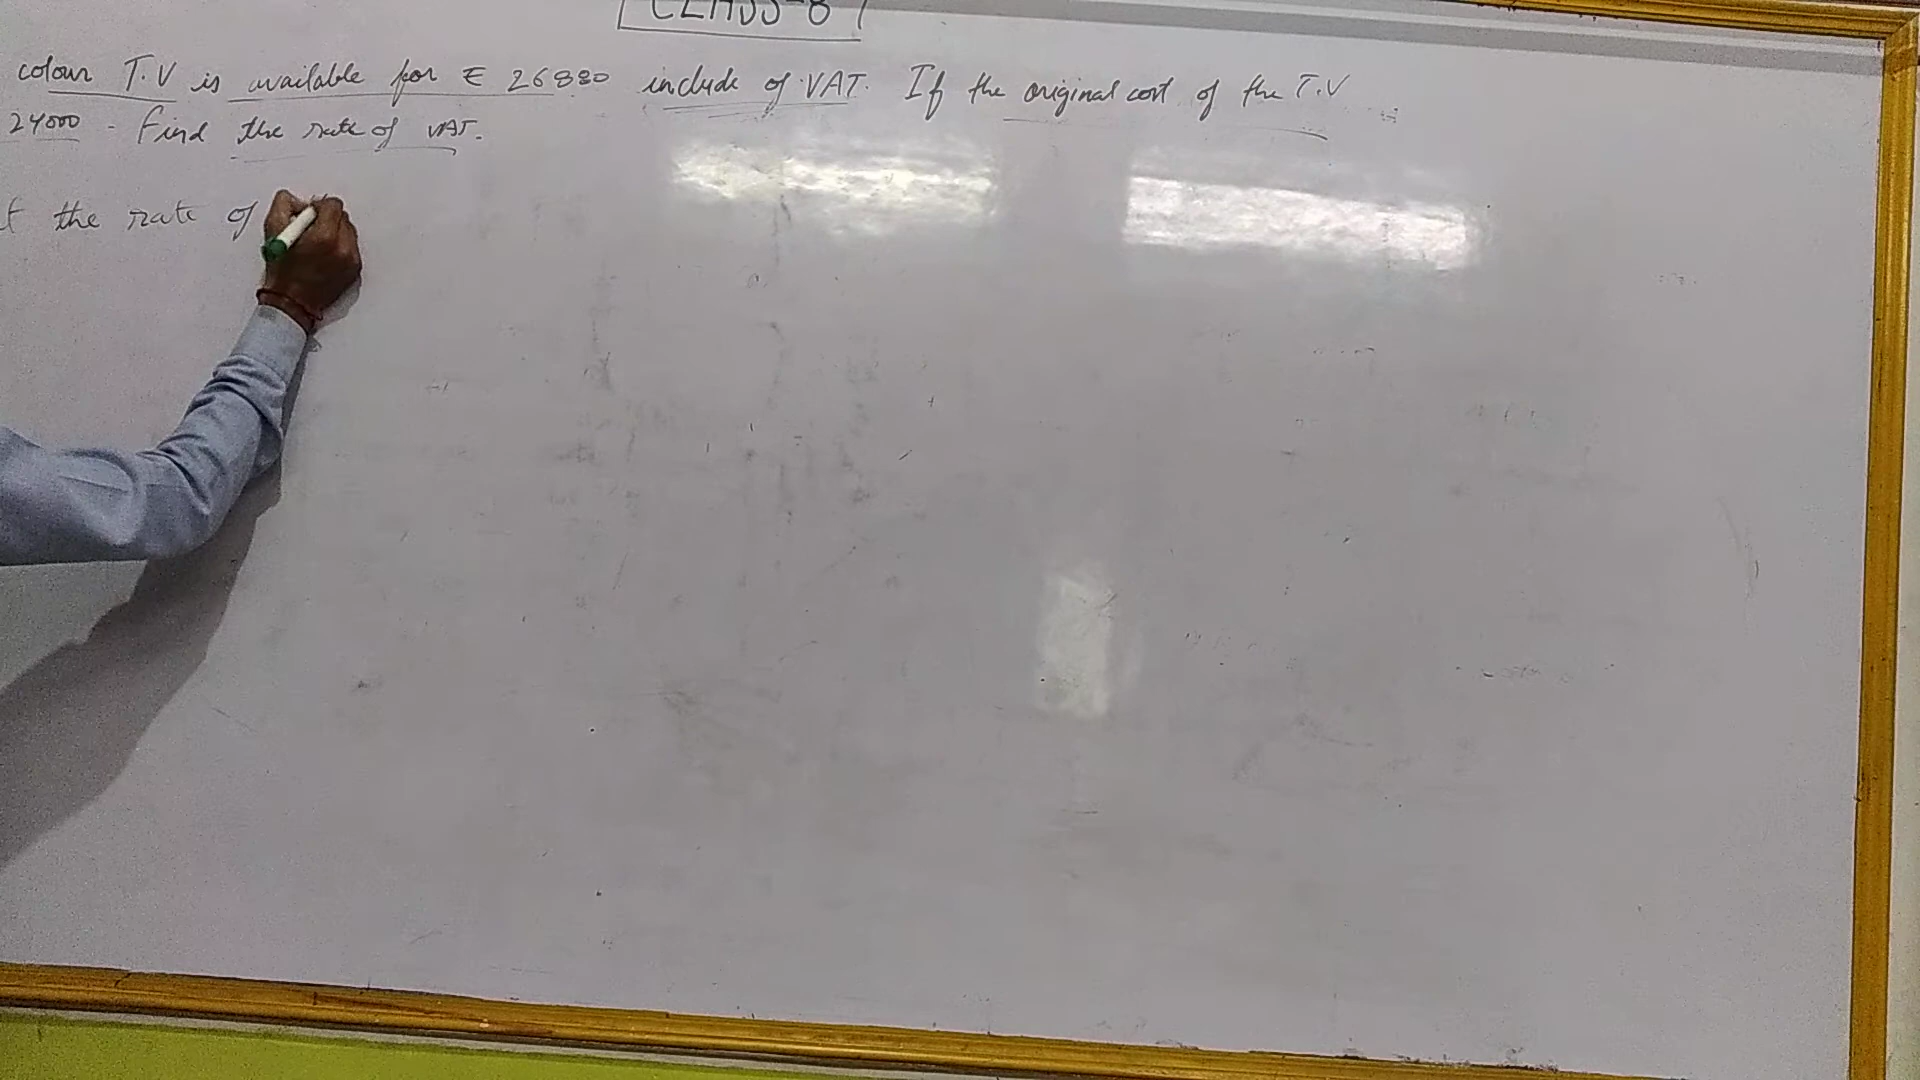 CLASS-8
colour T.V is available for ₹ 26880 include of VAT. If the original cost of the T.V
24000 - Find the rate of VAT.
the rate of